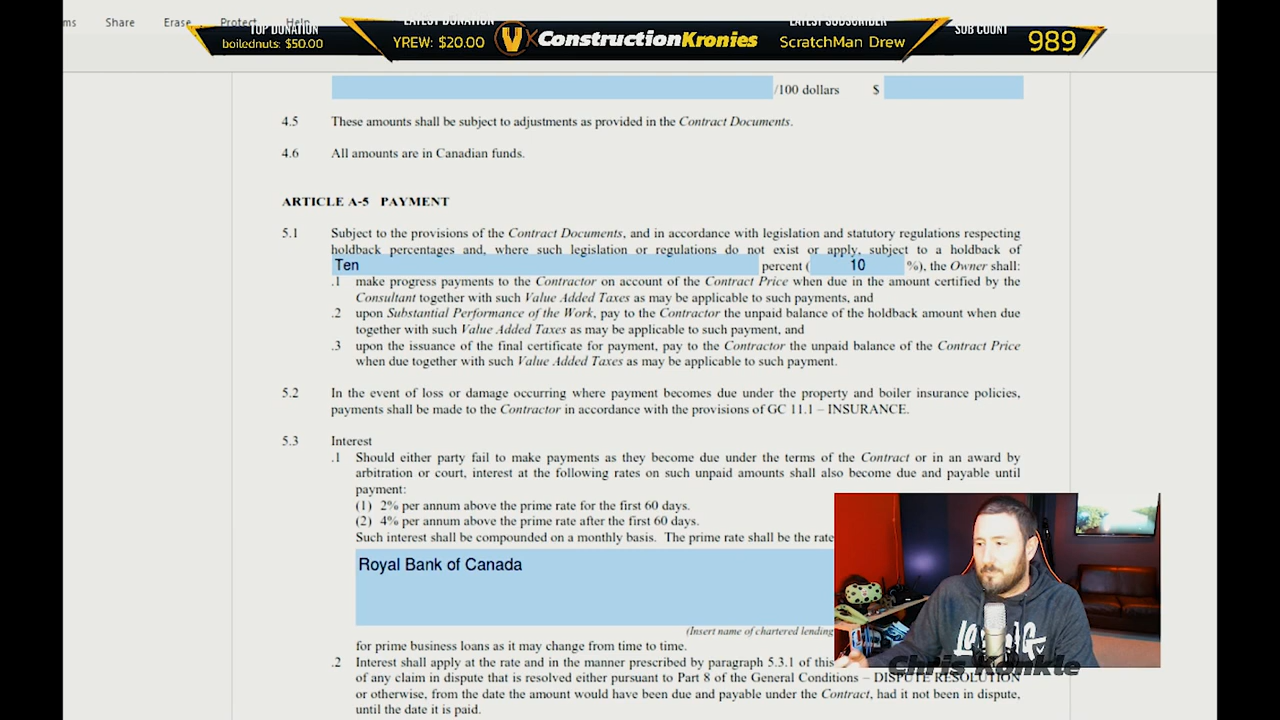 ms Share Erase Protect Help
TOP DONATION
boilednuts: $50.00
LATEST DONATION
YREW: $20.00
ConstructionKronies
LATEST SUBSCRIBER
ScratchMan Drew
SUB COUNT
989
/100 dollars $
4.5 These amounts shall be subject to adjustments as provided in the Contract Documents.
4.6 All amounts are in Canadian funds.
ARTICLE A-5 PAYMENT
5.1 Subject to the provisions of the Contract Documents, and in accordance with legislation and statutory regulations respecting
holdback percentages and, where such legislation or regulations do not exist or apply, subject to a holdback of
Ten percent ( 10 %), the Owner shall:
.1 make progress payments to the Contractor on account of the Contract Price when due in the amount certified by the
Consultant together with such Value Added Taxes as may be applicable to such payments, and
.2 upon Substantial Performance of the Work, pay to the Contractor the unpaid balance of the holdback amount when due
together with such Value Added Taxes as may be applicable to such payment, and
.3 upon the issuance of the final certificate for payment, pay to the Contractor the unpaid balance of the Contract Price
when due together with such Value Added Taxes as may be applicable to such payment.
5.2 In the event of loss or damage occurring where payment becomes due under the property and boiler insurance policies,
payments shall be made to the Contractor in accordance with the provisions of GC 11.1 – INSURANCE.
5.3 Interest
.1 Should either party fail to make payments as they become due under the terms of the Contract or in an award by
arbitration or court, interest at the following rates on such unpaid amounts shall also become due and payable until
payment:
(1) 2% per annum above the prime rate for the first 60 days.
(2) 4% per annum above the prime rate after the first 60 days.
Such interest shall be compounded on a monthly basis. The prime rate shall be the rate
Royal Bank of Canada
(Insert name of chartered lending
for prime business loans as it may change from time to time.
.2 Interest shall apply at the rate and in the manner prescribed by paragraph 5.3.1 of this
of any claim in dispute that is resolved either pursuant to Part 8 of the General Conditions – DISPUTE RESOLUTION
or otherwise, from the date the amount would have been due and payable under the Contract, had it not been in dispute,
until the date it is paid.
Chris Konkle